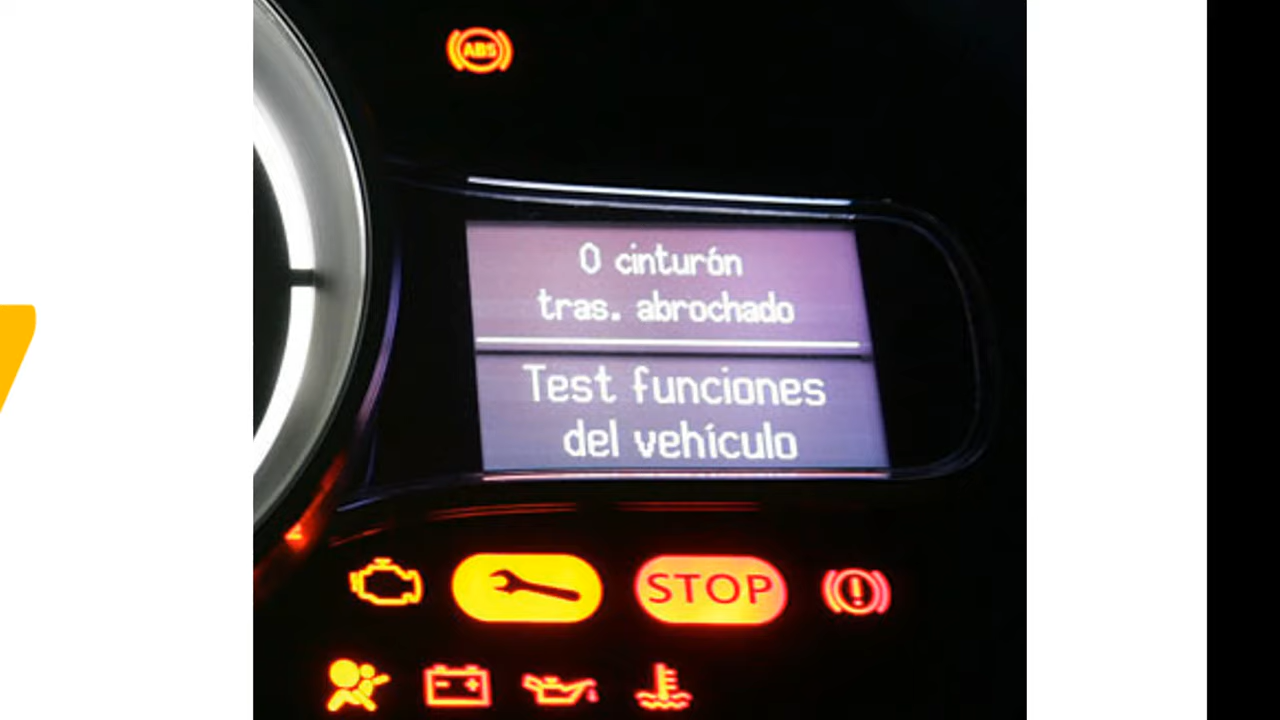 ABS
0 cinturón
tras. abrochado
Test funciones
del vehículo
STOP